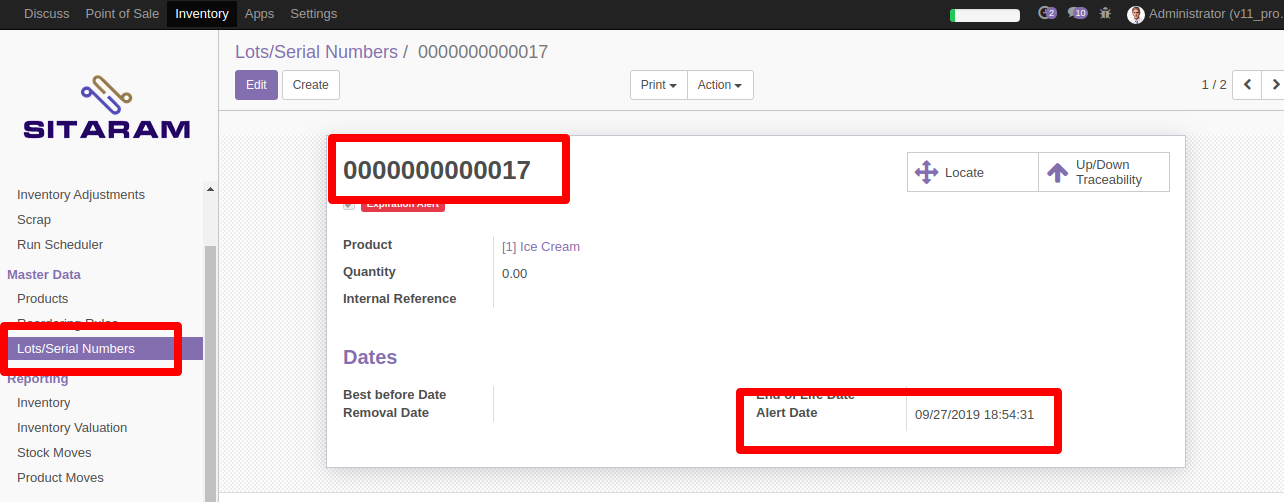 Discuss Point of Sale Inventory Apps Settings 2 10 Administrator (v11_pro...
Lots/Serial Numbers / 0000000000017
Edit Create Print Action 1 / 2
SITARAM
Inventory Adjustments
Scrap
Run Scheduler
Master Data
Products
Reordering Rules
Lots/Serial Numbers
Reporting
Inventory
Inventory Valuation
Stock Moves
Product Moves
0000000000017
Expiration Alert
Locate
Up/Down
Traceability
Product [1] Ice Cream
Quantity 0.00
Internal Reference
Dates
Best before Date
Removal Date
End of Life Date
Alert Date 09/27/2019 18:54:31